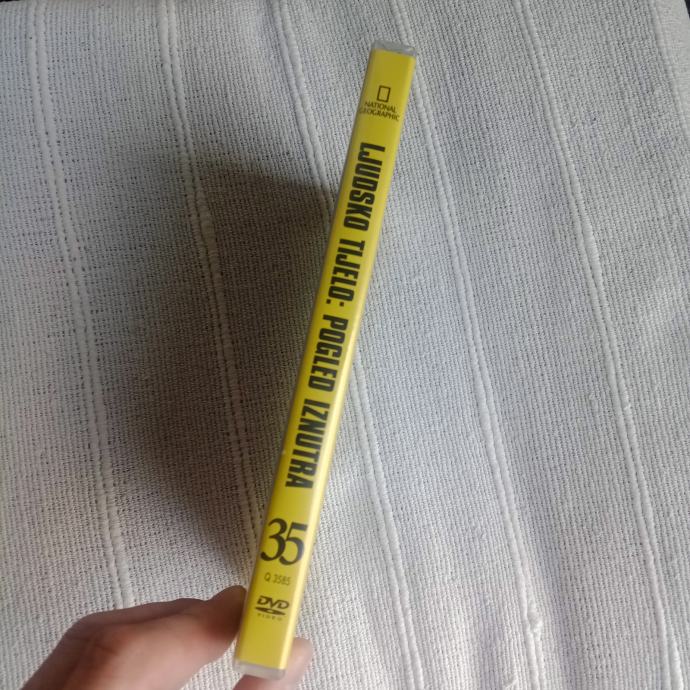 NATIONAL
GEOGRAPHIC
LJUDSKO TIJELO: POGLED IZNUTRA
35
Q 3585
DVD
VIDEO